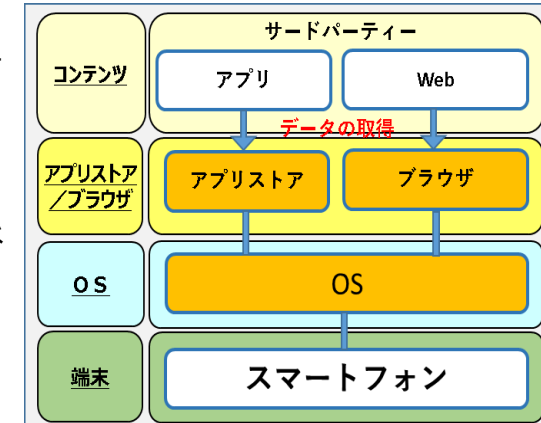 サードパーティー
コンテンツ
アプリ
Web
データの取得
アプリストア
／ブラウザ
アプリストア
ブラウザ
ＯＳ
OS
端末
スマートフォン